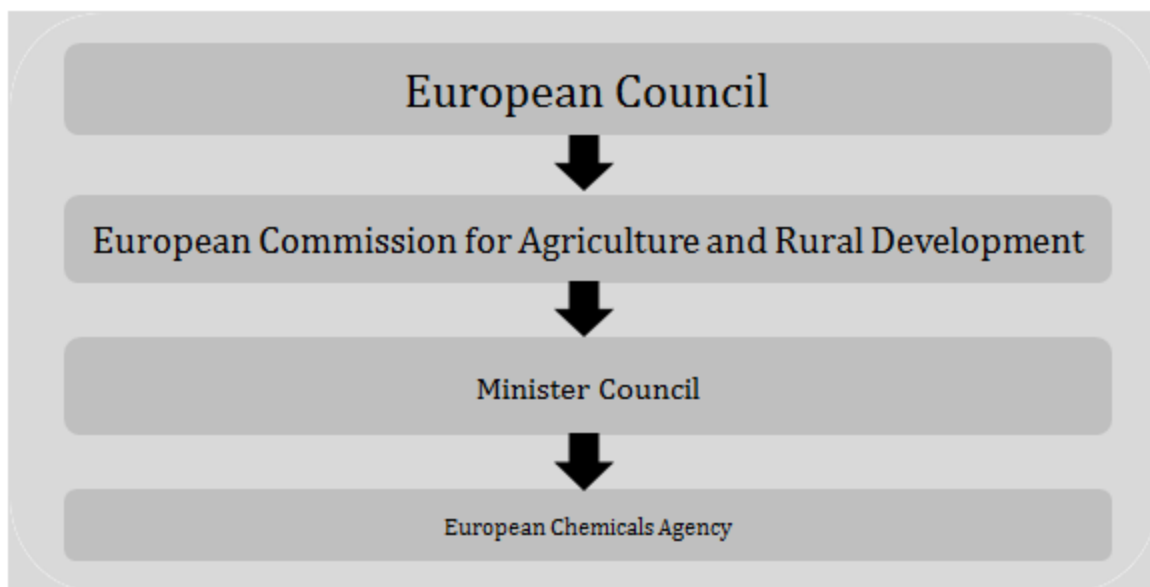 European Council
European Commission for Agriculture and Rural Development
Minister Council
European Chemicals Agency